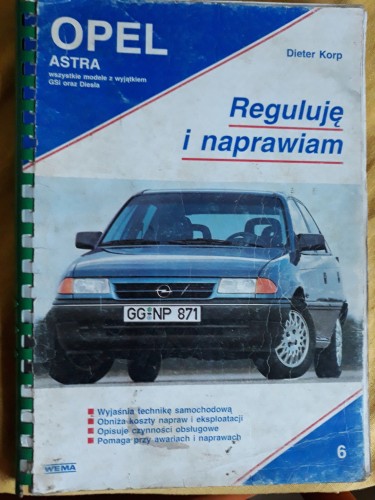 OPEL
ASTRA
wszystkie modele z wyjątkiem
GSi oraz Diesla
Dieter Korp
Reguluję
i naprawiam
GG NP 871
Wyjaśnia technikę samochodową
Obniża koszty napraw i eksploatacji
Opisuje czynności obsługowe
Pomaga przy awariach i naprawach
WEMA
6